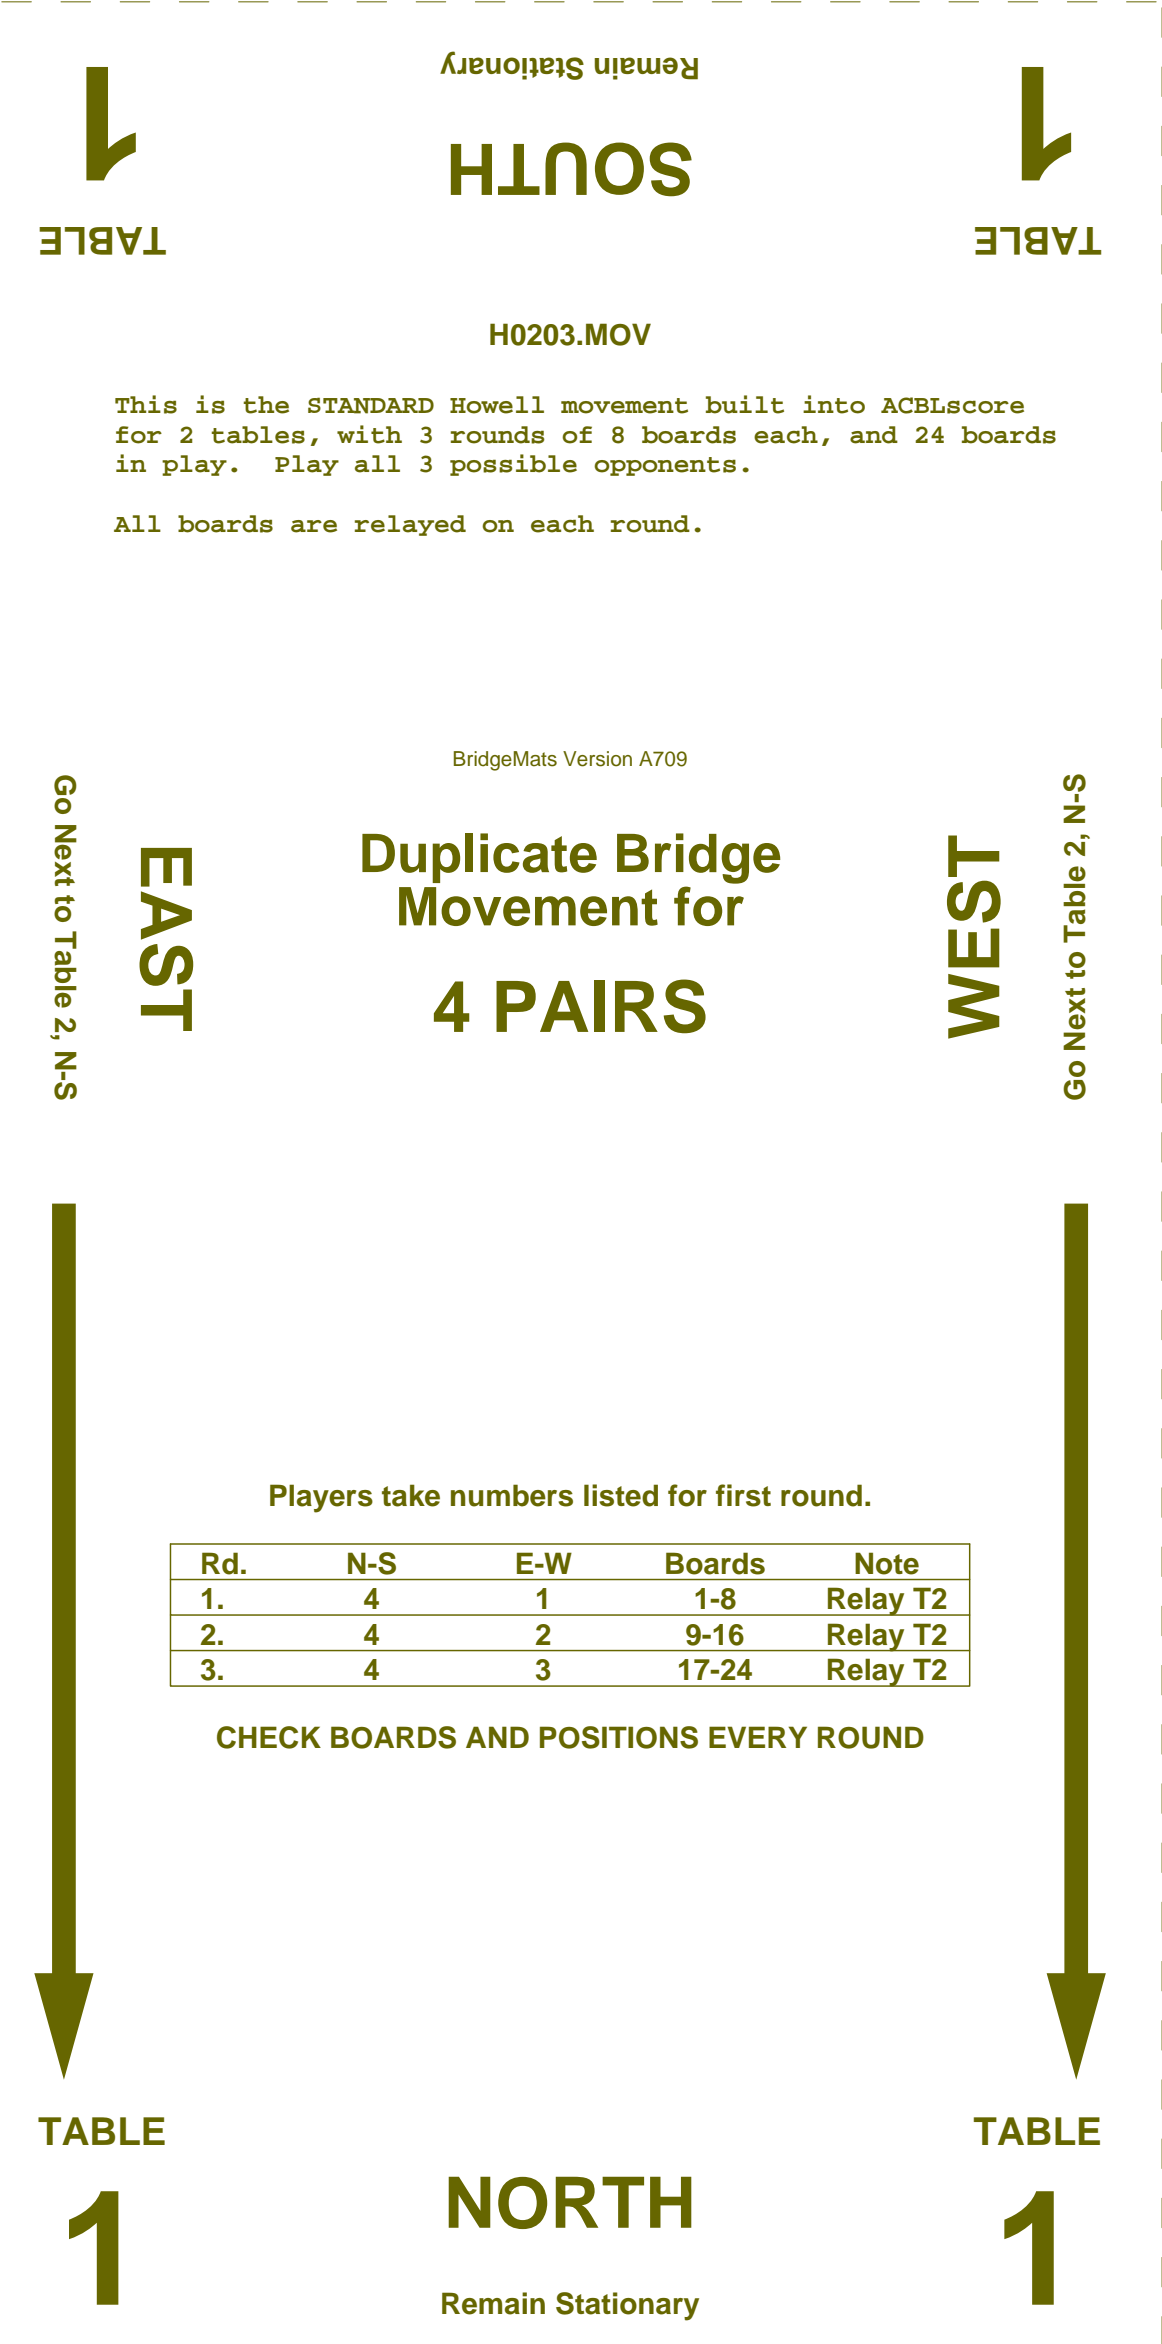 Remain Stationary
1 SOUTH 1
TABLE TABLE
H0203.MOV
This is the STANDARD Howell movement built into ACBLscore
for 2 tables, with 3 rounds of 8 boards each, and 24 boards
in play.  Play all 3 possible opponents.
All boards are relayed on each round.
BridgeMats Version A709
Go Next to Table 2, N-S
EAST
Duplicate Bridge
Movement for
4 PAIRS
WEST
Go Next to Table 2, N-S
Players take numbers listed for first round.
Rd. N-S E-W Boards Note
1. 4 1 1-8 Relay T2
2. 4 2 9-16 Relay T2
3. 4 3 17-24 Relay T2
CHECK BOARDS AND POSITIONS EVERY ROUND
TABLE TABLE
1 NORTH 1
Remain Stationary